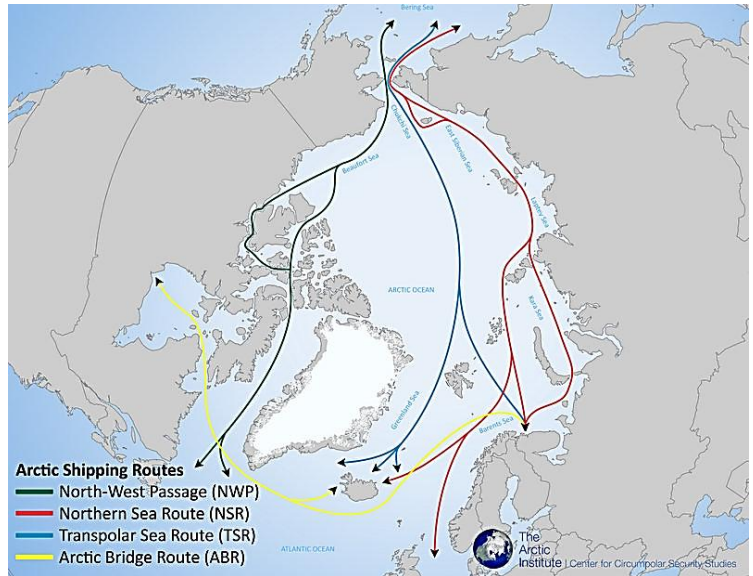 Bering Sea
Chukchi Sea
East Siberian Sea
Beaufort Sea
Laptev Sea
ARCTIC OCEAN
Kara Sea
Greenland Sea
Barents Sea
Arctic Shipping Routes
North-West Passage (NWP)
Northern Sea Route (NSR)
Transpolar Sea Route (TSR)
Arctic Bridge Route (ABR)
ATLANTIC OCEAN
The
Arctic
Institute | Center for Circumpolar Security Studies